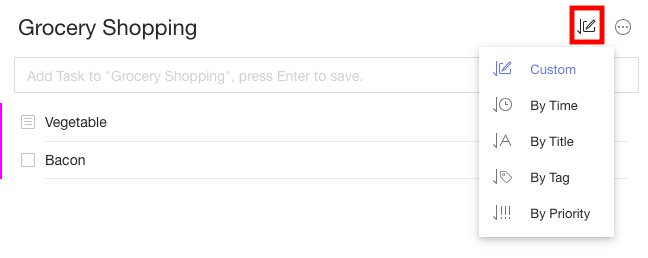 Grocery Shopping
Add Task to "Grocery Shopping", press Enter to save.
Vegetable
Bacon
Custom
By Time
By Title
By Tag
By Priority